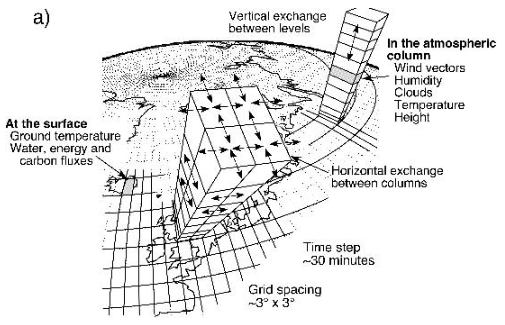 a)
Vertical exchange
between levels
In the atmospheric
column
Wind vectors
Humidity
Clouds
Temperature
Height
At the surface
Ground temperature
Water, energy and
carbon fluxes
Horizontal exchange
between columns
Time step
~30 minutes
Grid spacing
~3° x 3°